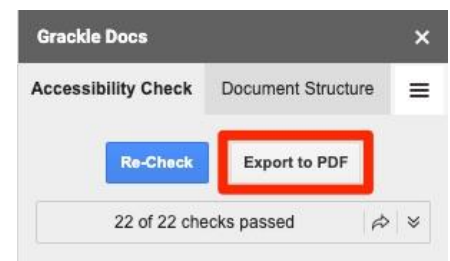 Grackle Docs
Accessibility Check Document Structure
Re-Check Export to PDF
22 of 22 checks passed